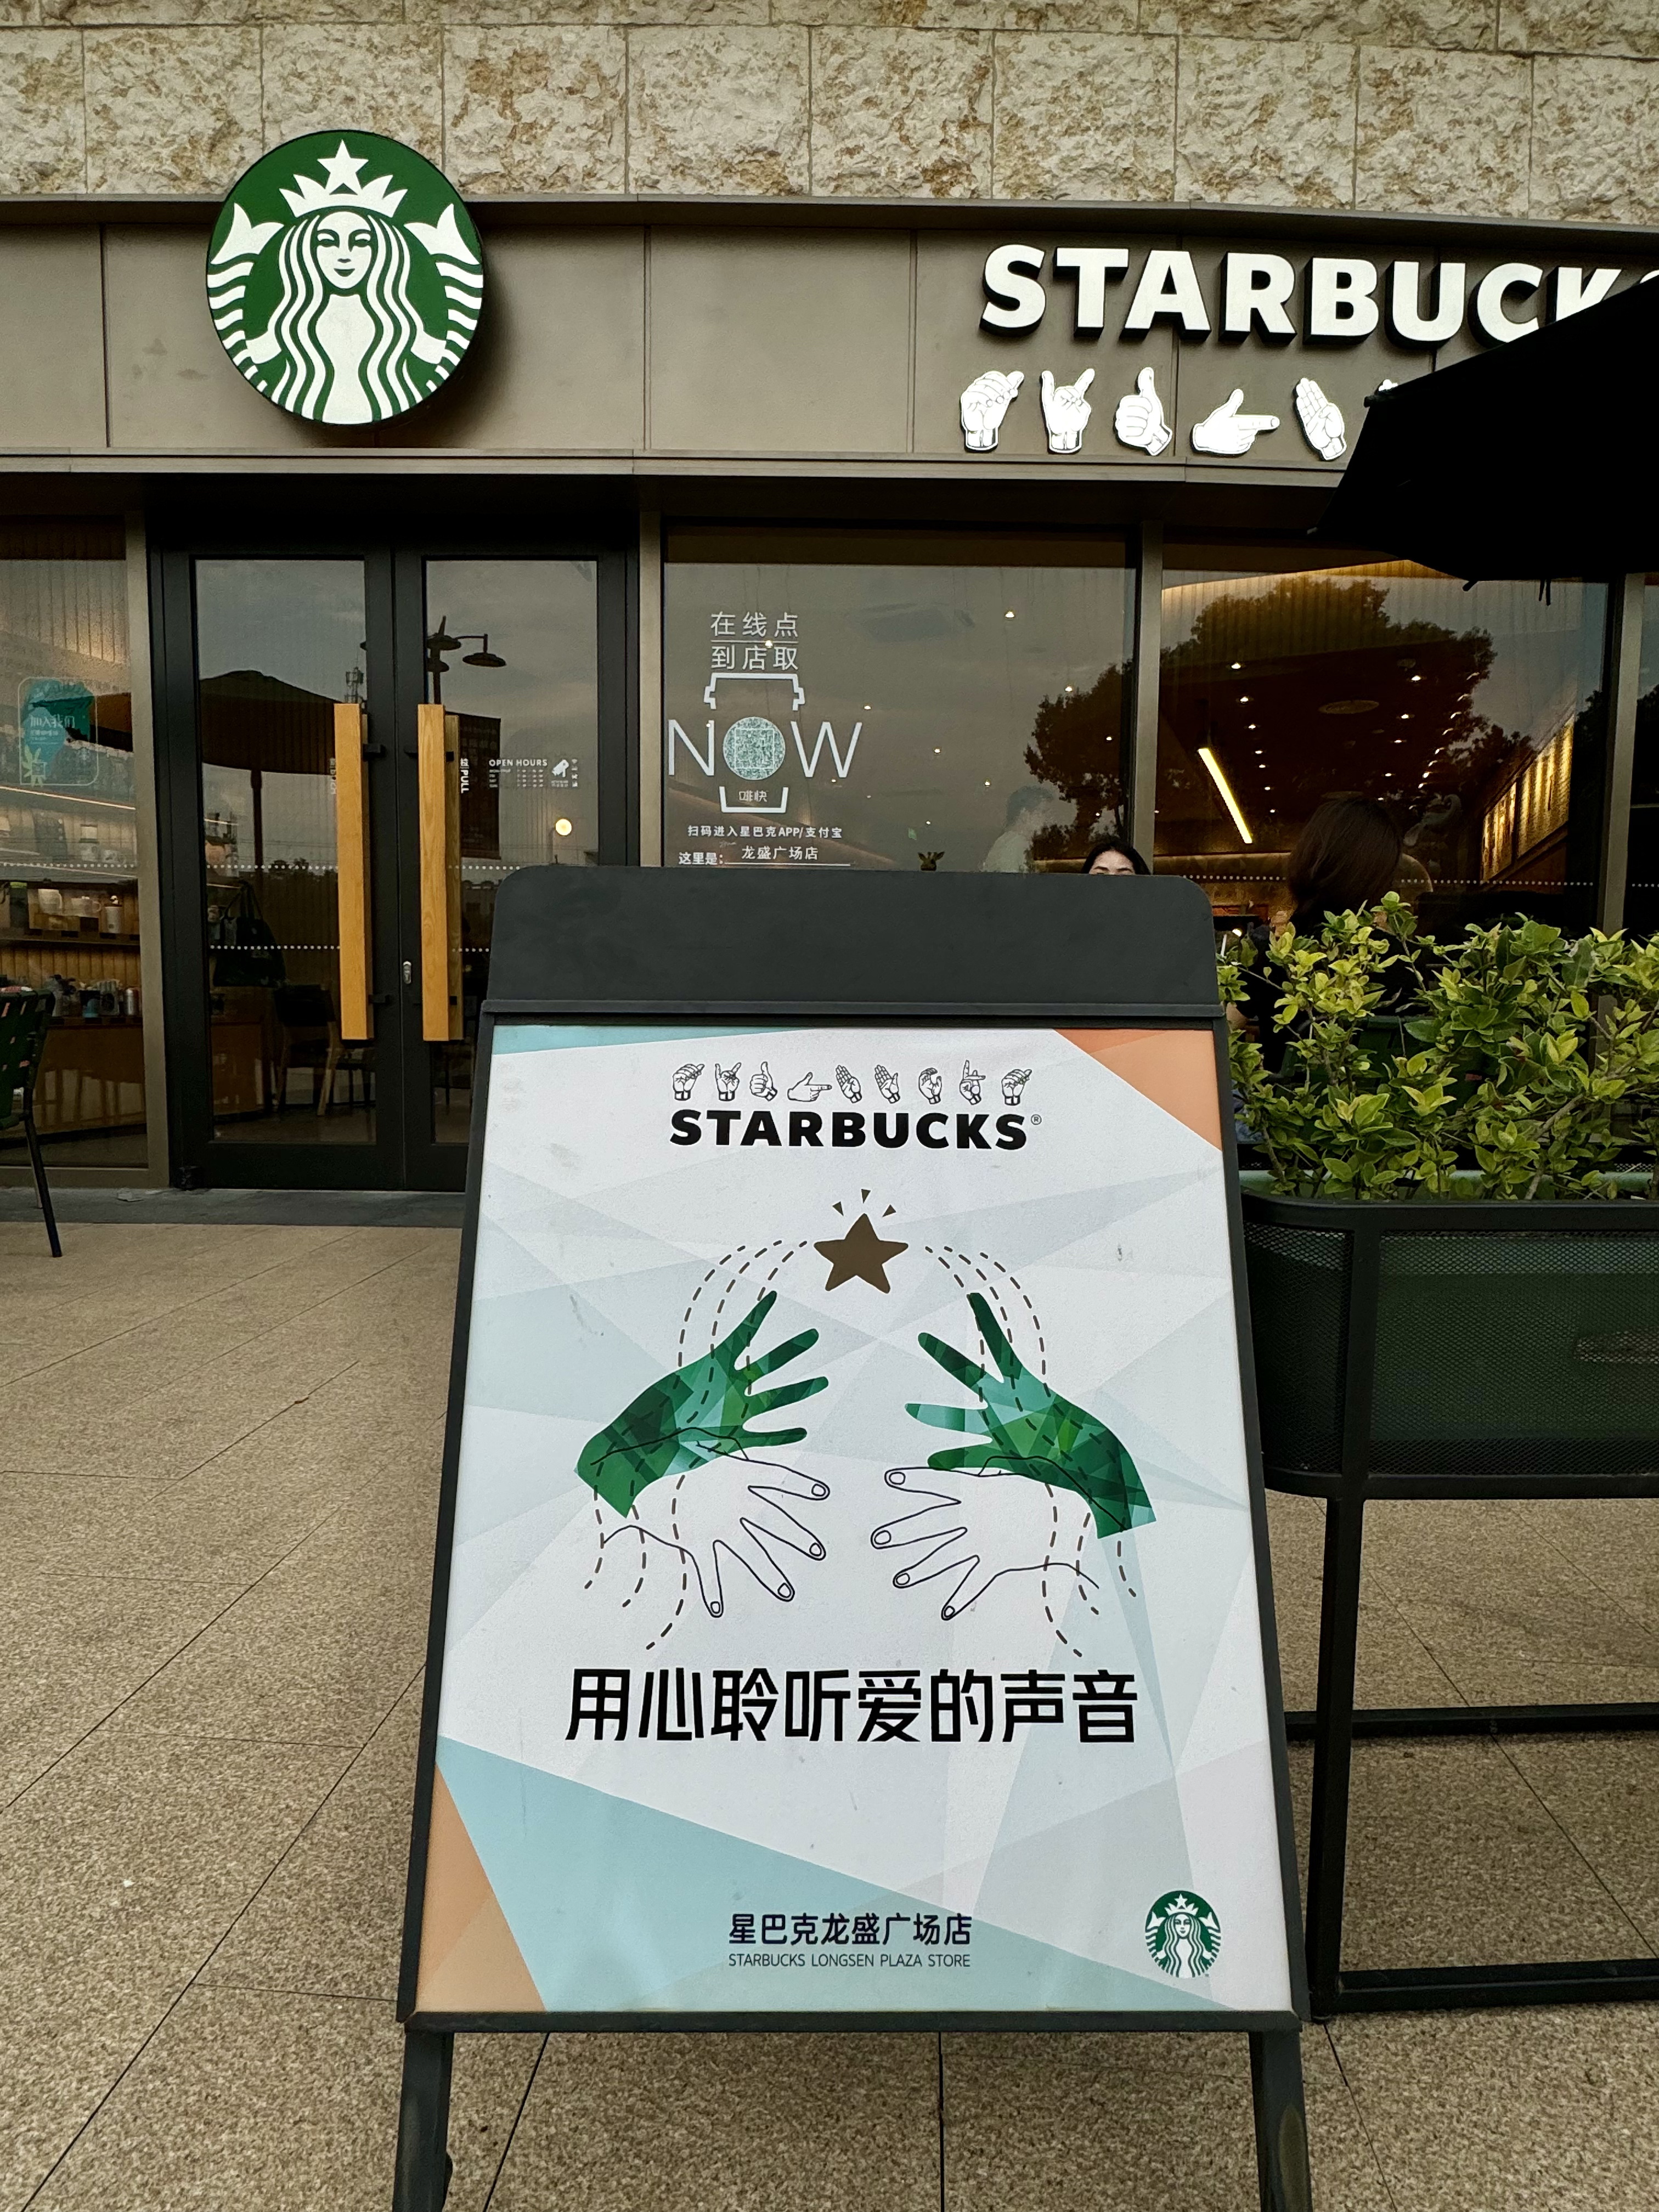 STARBUCK
在线点
到店取
NOW
啡快
扫码进入星巴克APP/支付宝
这里是： 龙盛广场店
加入我们
OPEN HOURS
拉 PULL
STARBUCKS®
用心聆听爱的声音
星巴克龙盛广场店
STARBUCKS LONGSEN PLAZA STORE